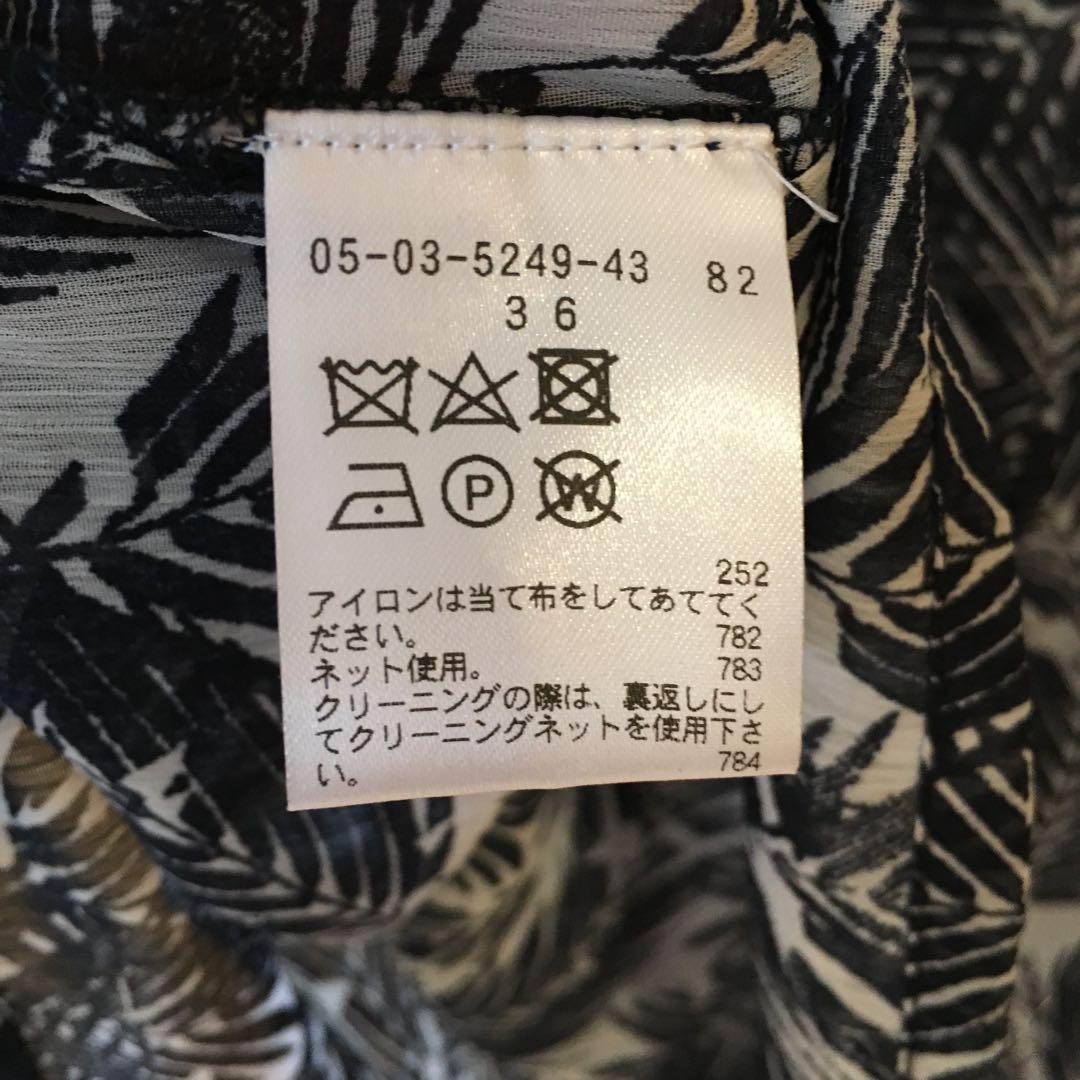 05-03-5249-43 82
36
P W
252
アイロンは当て布をしてあててく
ださい。 782
ネット使用。 783
クリーニングの際は、裏返しにし
てクリーニングネットを使用下さ
い。 784